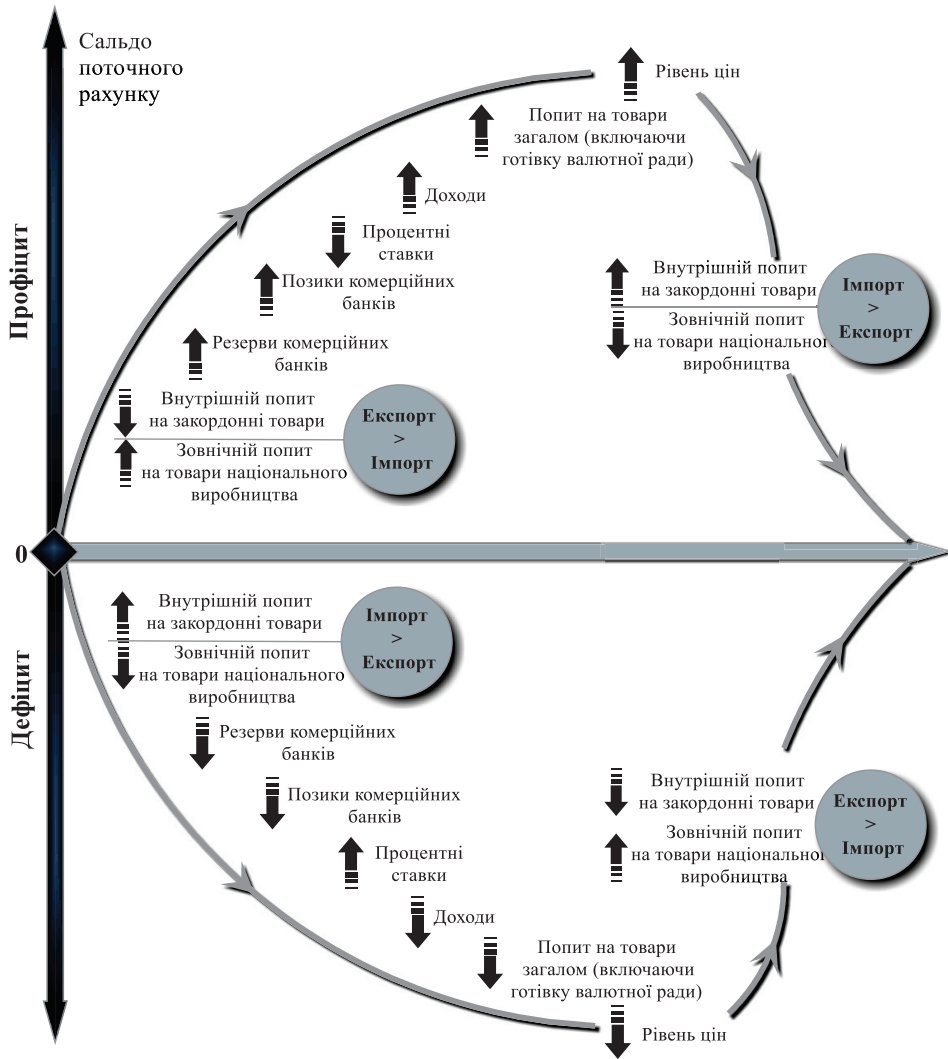 Сальдо
поточного
рахунку
Профіцит
Рівень цін
Попит на товари
загалом (включаючи
готівку валютної ради)
Доходи
Процентні
ставки
Позики комерційних
банків
Резерви комерційних
банків
Внутрішній попит
на закордонні товари
Зовнічній попит
на товари національного
виробництва
Експорт
>
Імпорт
Внутрішній попит
на закордонні товари
Зовнічній попит
на товари національного
виробництва
Імпорт
>
Експорт
0
Дефіцит
Внутрішній попит
на закордонні товари
Зовнічній попит
на товари національного
виробництва
Імпорт
>
Експорт
Резерви комерційних
банків
Позики комерційних
банків
Процентні
ставки
Доходи
Попит на товари
загалом (включаючи
готівку валютної ради)
Рівень цін
Внутрішній попит
на закордонні товари
Зовнічній попит
на товари національног
виробництва
Експорт
>
Імпорт